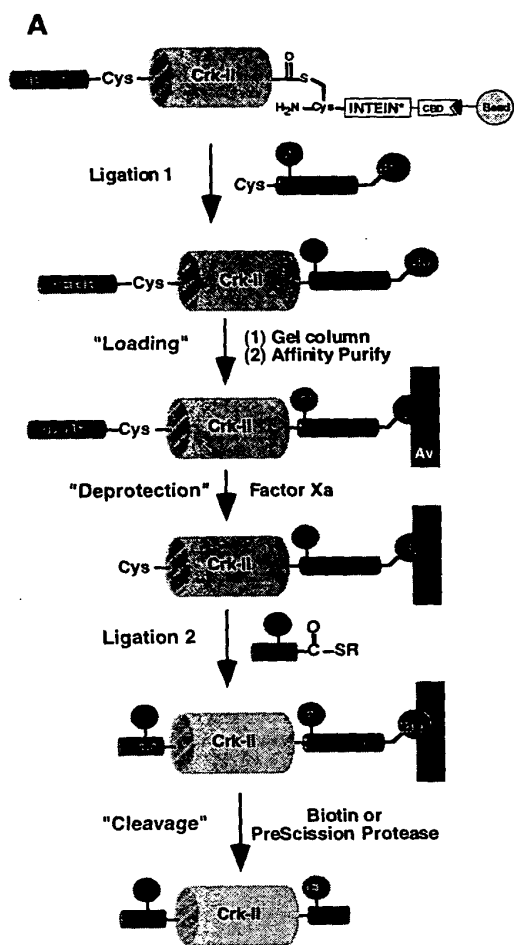 A
Cys
Crk-II
O
S
H₂N
Cys
INTEIN*
CBD
Bead
Ligation 1
Cys
Cys
Crk-II
"Loading"
(1) Gel column
(2) Affinity Purify
Cys
Crk-II
Av
"Deprotection"
Factor Xa
Cys
Crk-II
Ligation 2
O
C
SR
Crk-II
"Cleavage"
Biotin or
PreScission Protease
Crk-II